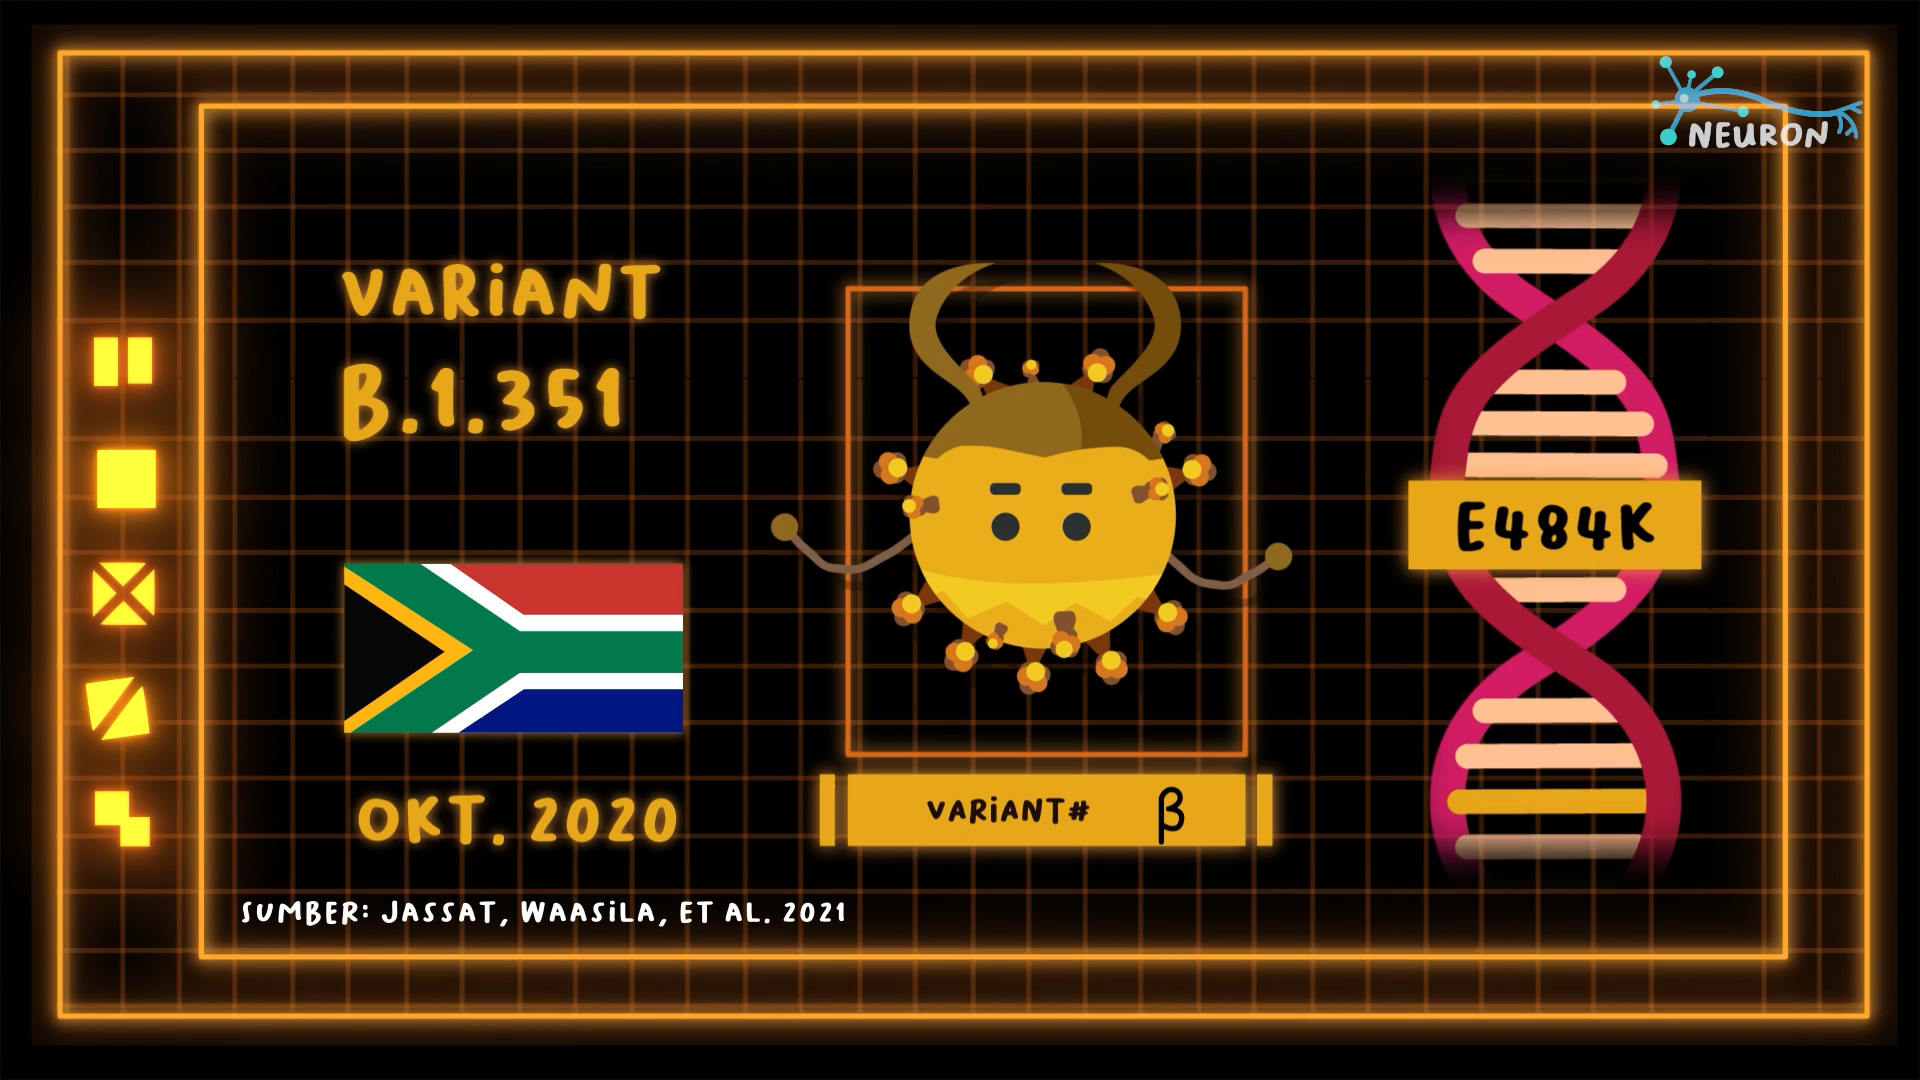 NEURON
VARIANT
B.1.351
E484K
OKT. 2020
VARIANT# β
SUMBER: JASSAT, WAASILA, ET AL. 2021